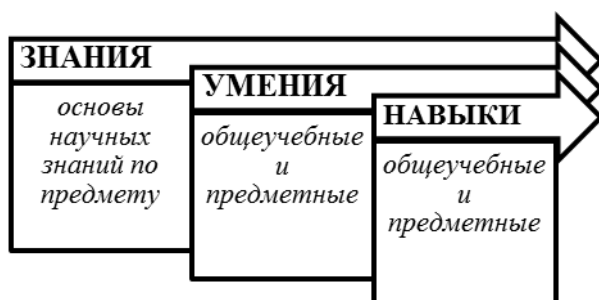 ЗНАНИЯ
основы
научных
знаний по
предмету
УМЕНИЯ
общеучебные
и
предметные
НАВЫКИ
общеучебные
и
предметные